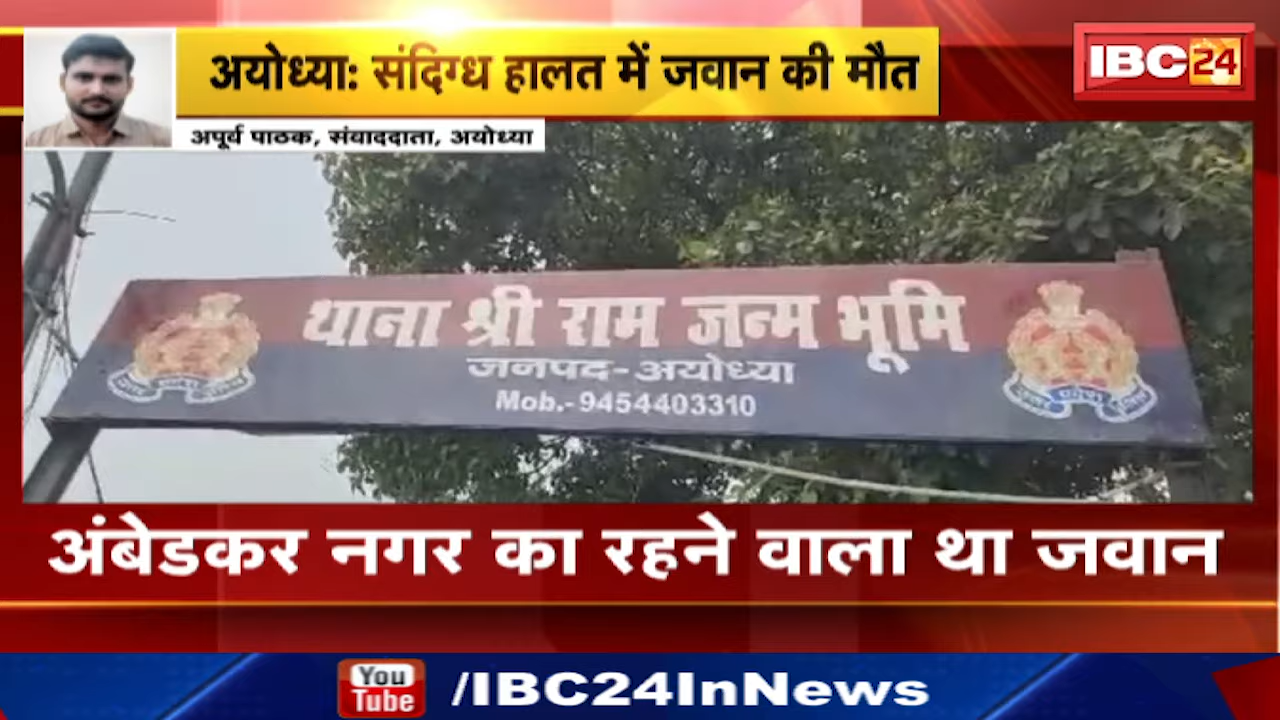 अयोध्या: संदिग्ध हालत में जवान की मौत
IBC24
अपूर्व पाठक, संवाददाता, अयोध्या
थाना श्री राम जन्म भूमि
जनपद-अयोध्या
Mob.-9454403310
अंबेडकर नगर का रहने वाला था जवान
You
Tube
/IBC24InNews